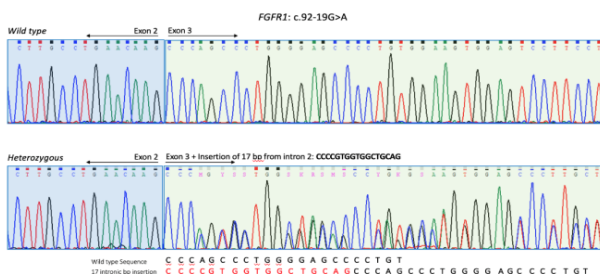 FGFR1: c.92-19G>A
Wild type
Exon 2 Exon 3
C T T G C C T G A A C A A G C C C A G C C C T G G G G A G C C C C T G T G G A A G T G G A G T C C T T C C T
Heterozygous
Exon 2 Exon 3 + Insertion of 17 bp from intron 2: CCCCGTGGTGGCTGCAG
C T T G C C T G A A C A A G
Wild type Sequence C C C A G C C C T G G G G A G C C C C T G T
17 intronic bp insertion C C C C G T G G T G G C T G C A G C C C A G C C C T G G G G A G C C C C T G T